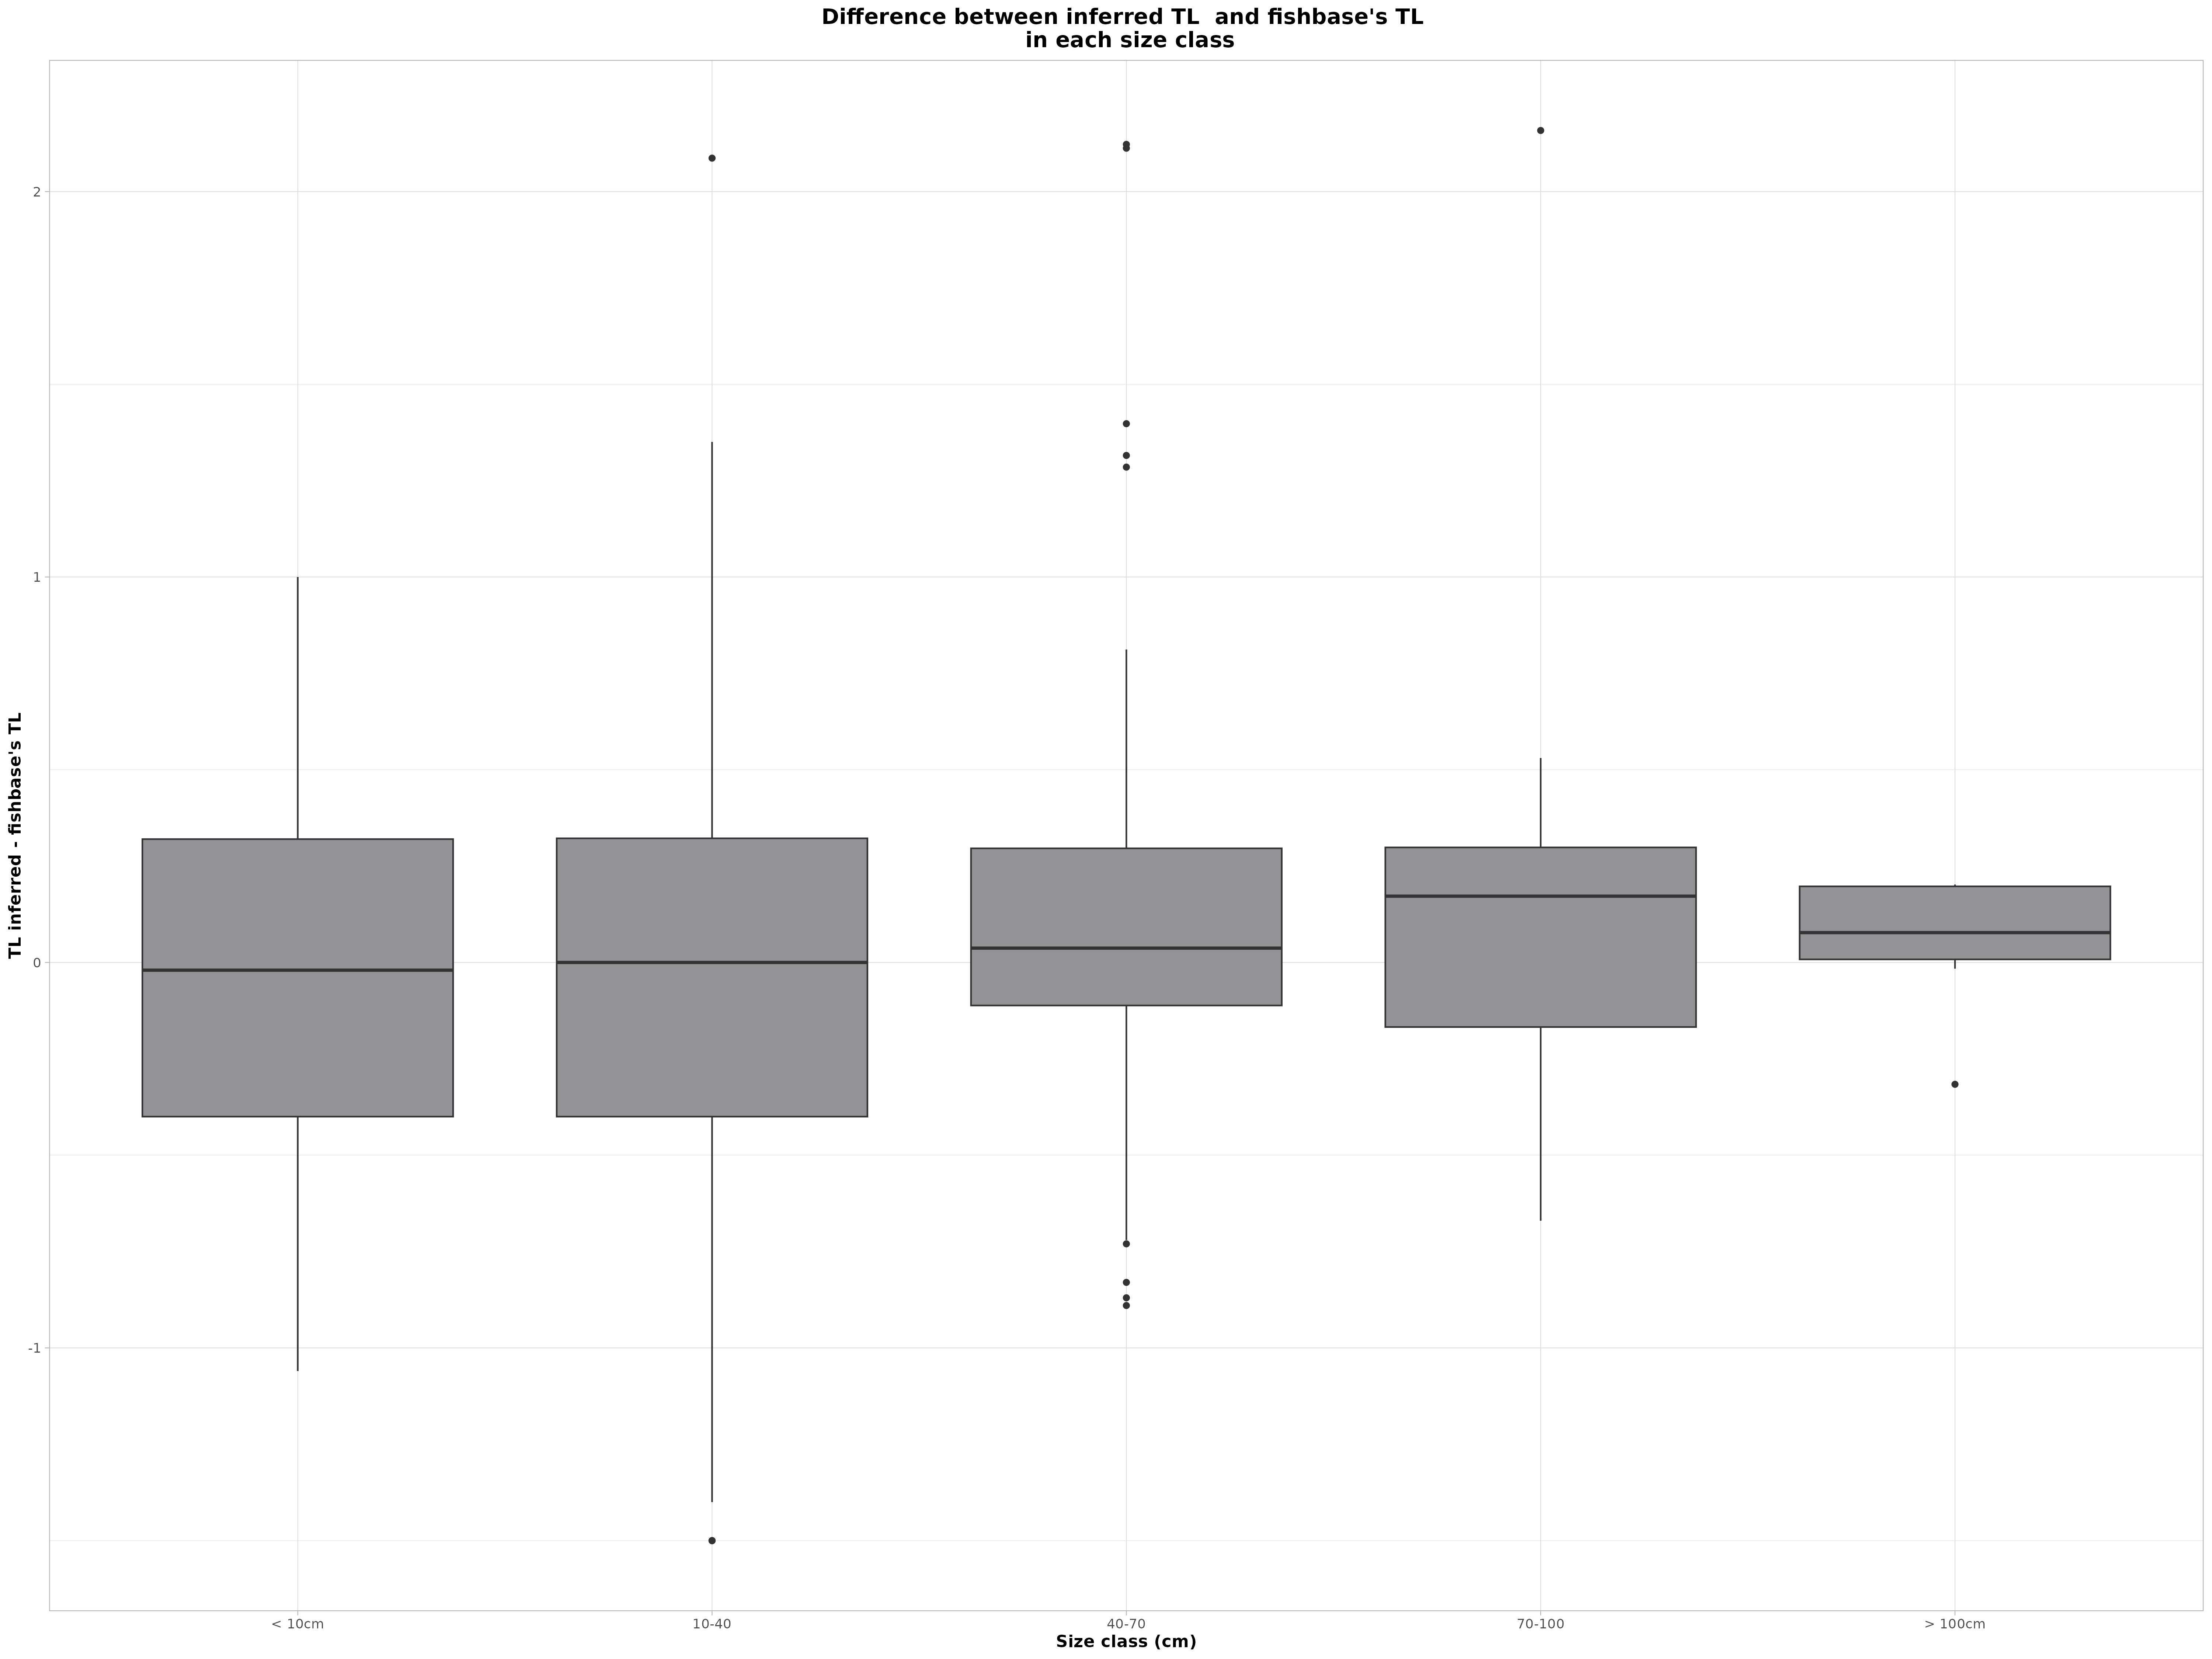 Difference between inferred TL  and fishbase's TL
in each size class
TL inferred - fishbase's TL
2
1
0
-1
< 10cm
10-40
40-70
70-100
> 100cm
Size class (cm)